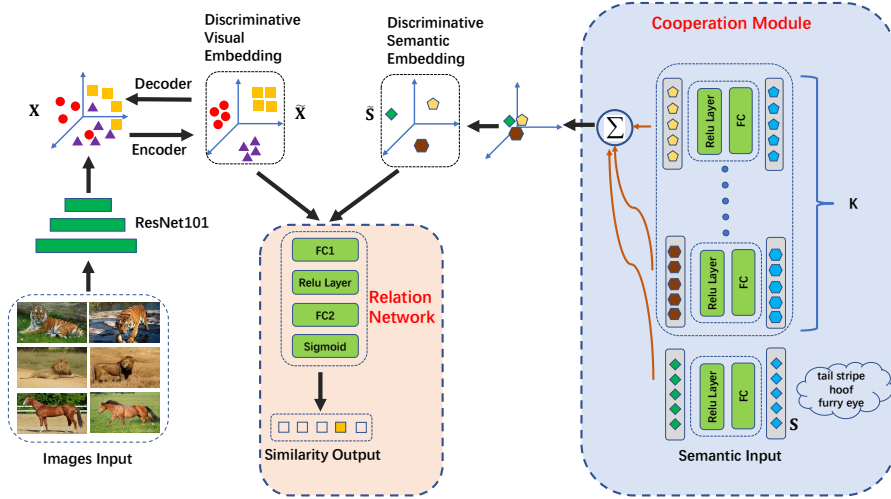 Discriminative
Visual
Embedding
Discriminative
Semantic
Embedding
Cooperation Module
X
Decoder
Encoder
X̃
S̃
∑
Relu Layer
FC
K
ResNet101
FC1
Relu Layer
FC2
Sigmoid
Relation
Network
Relu Layer
FC
Relu Layer
FC
tail stripe
hoof
furry eye
S
Images Input
Similarity Output
Semantic Input